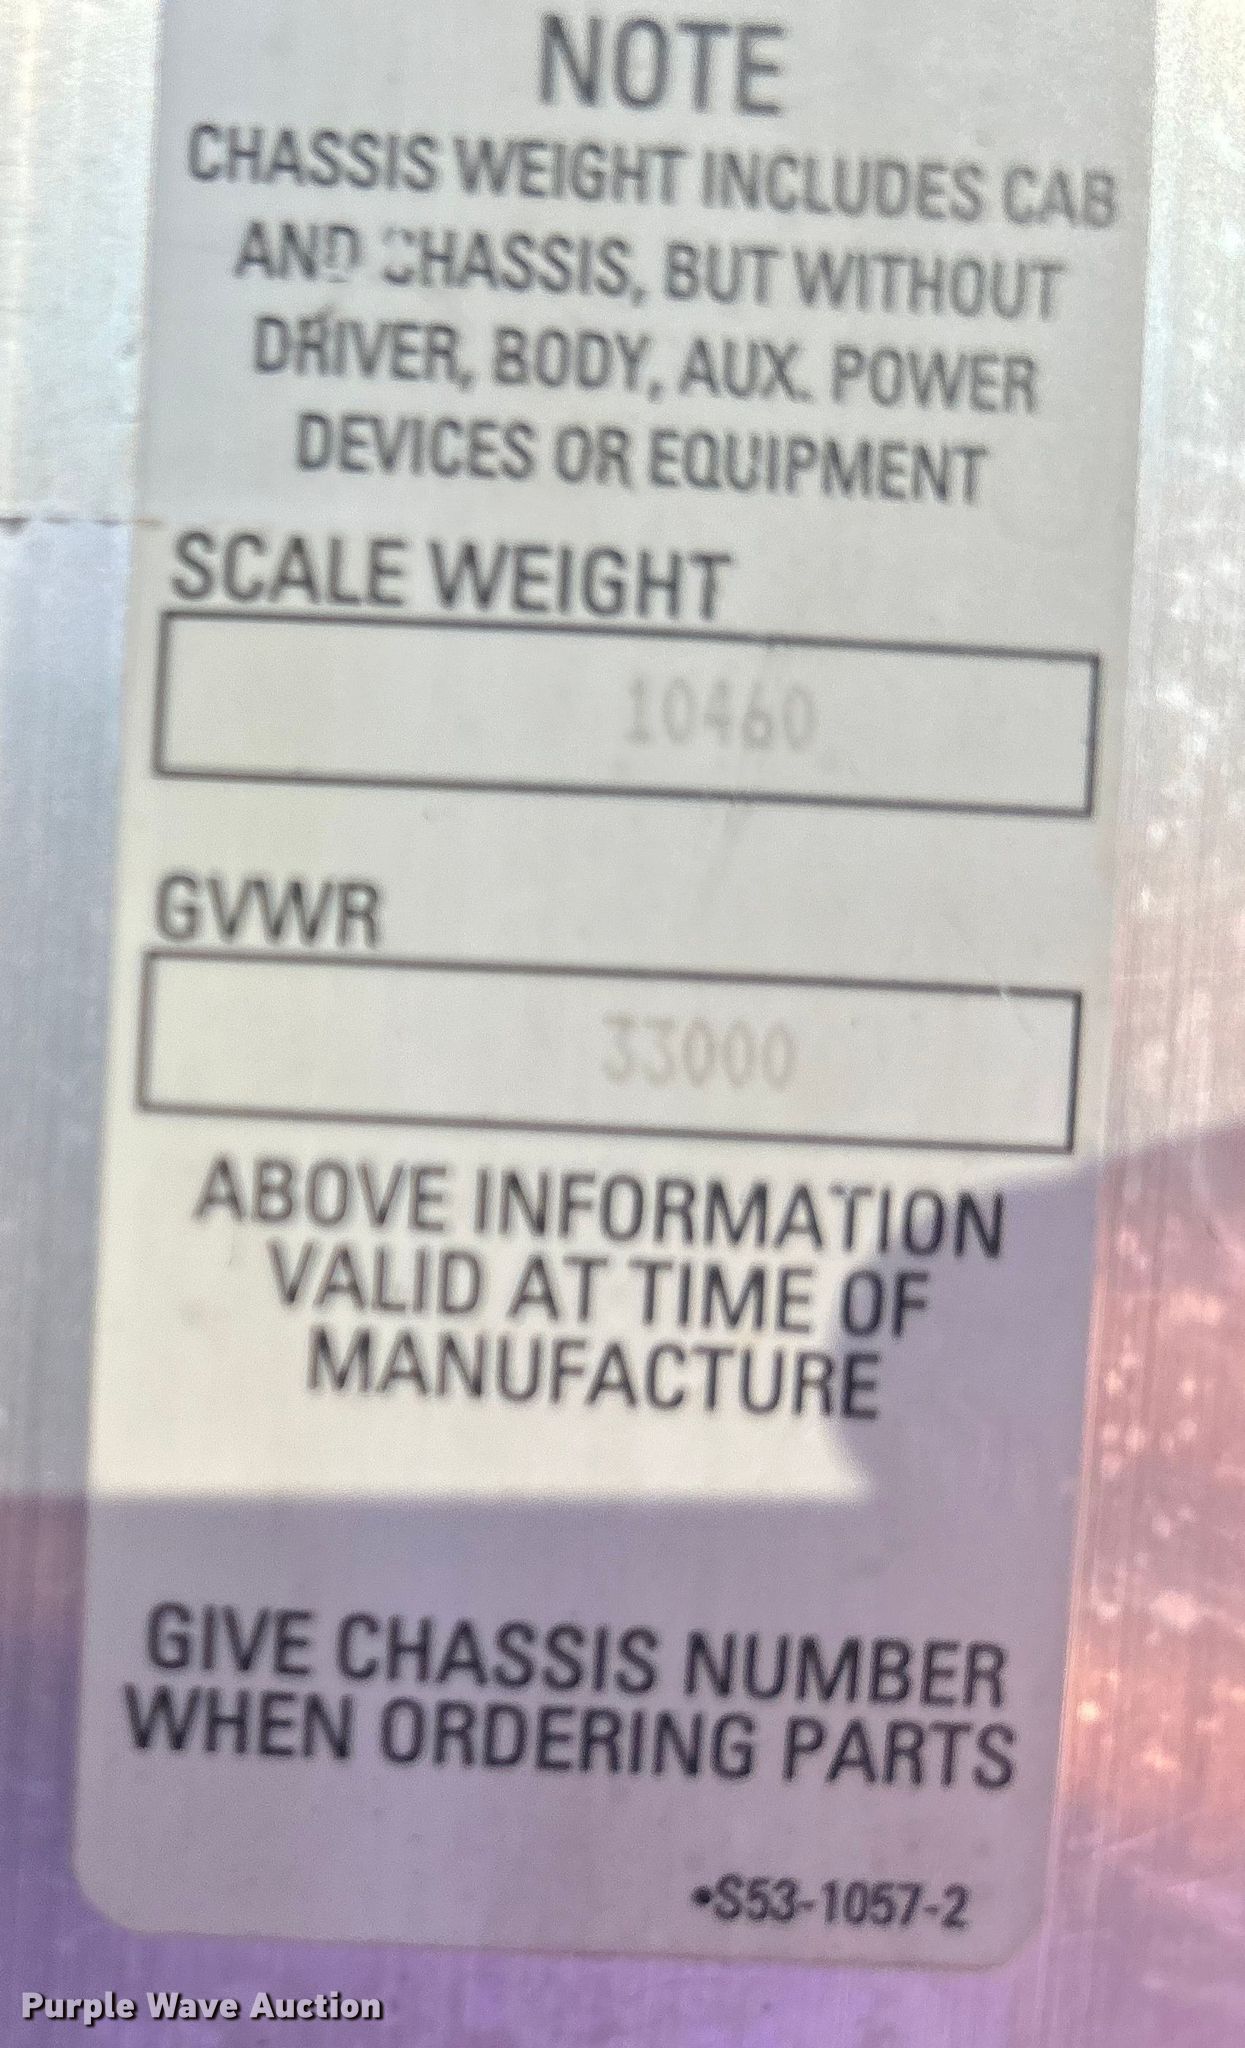 NOTE
CHASSIS WEIGHT INCLUDES CAB
AND CHASSIS, BUT WITHOUT
DRIVER, BODY, AUX. POWER
DEVICES OR EQUIPMENT
SCALE WEIGHT
10460
GVWR
33000
ABOVE INFORMATION
VALID AT TIME OF
MANUFACTURE
GIVE CHASSIS NUMBER
WHEN ORDERING PARTS
•S53-1057-2
Purple Wave Auction